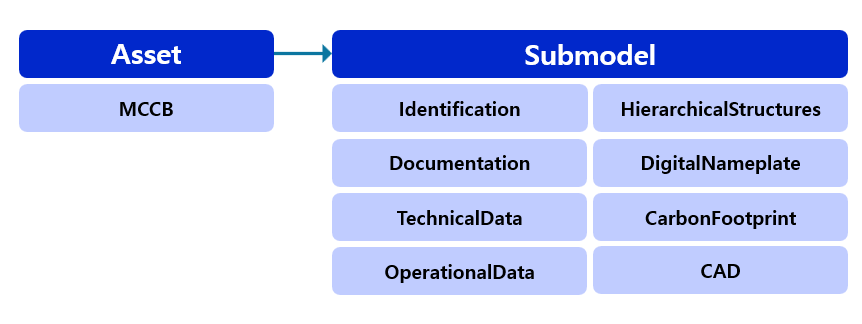 Asset
Submodel
MCCB
Identification
HierarchicalStructures
Documentation
DigitalNameplate
TechnicalData
CarbonFootprint
OperationalData
CAD